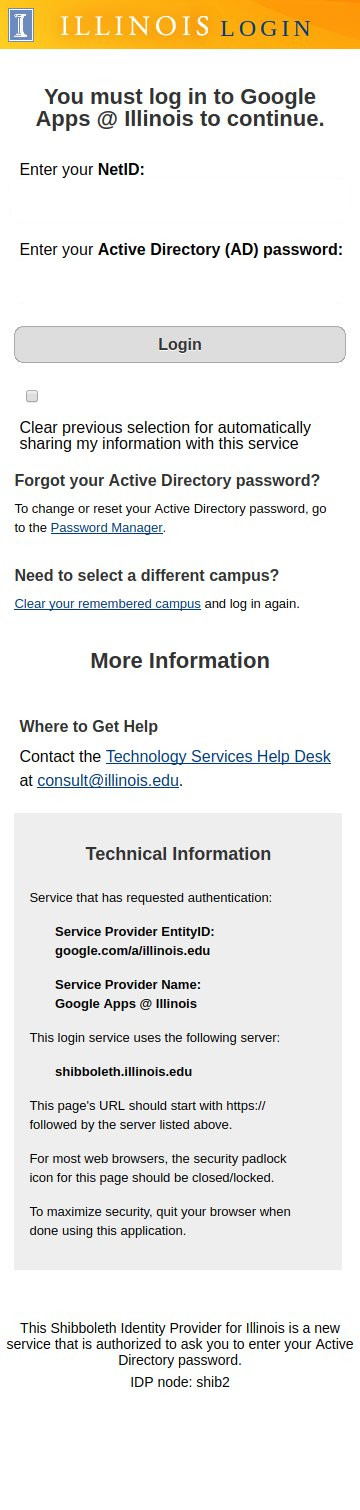 I ILLINOIS LOGIN
You must log in to Google
Apps @ Illinois to continue.
Enter your NetID:
Enter your Active Directory (AD) password:
Login
Clear previous selection for automatically
sharing my information with this service
Forgot your Active Directory password?
To change or reset your Active Directory password, go
to the Password Manager.
Need to select a different campus?
Clear your remembered campus and log in again.
More Information
Where to Get Help
Contact the Technology Services Help Desk
at consult@illinois.edu.
Technical Information
Service that has requested authentication:
Service Provider EntityID:
google.com/a/illinois.edu
Service Provider Name:
Google Apps @ Illinois
This login service uses the following server:
shibboleth.illinois.edu
This page's URL should start with https://
followed by the server listed above.
For most web browsers, the security padlock
icon for this page should be closed/locked.
To maximize security, quit your browser when
done using this application.
This Shibboleth Identity Provider for Illinois is a new
service that is authorized to ask you to enter your Active
Directory password.
IDP node: shib2